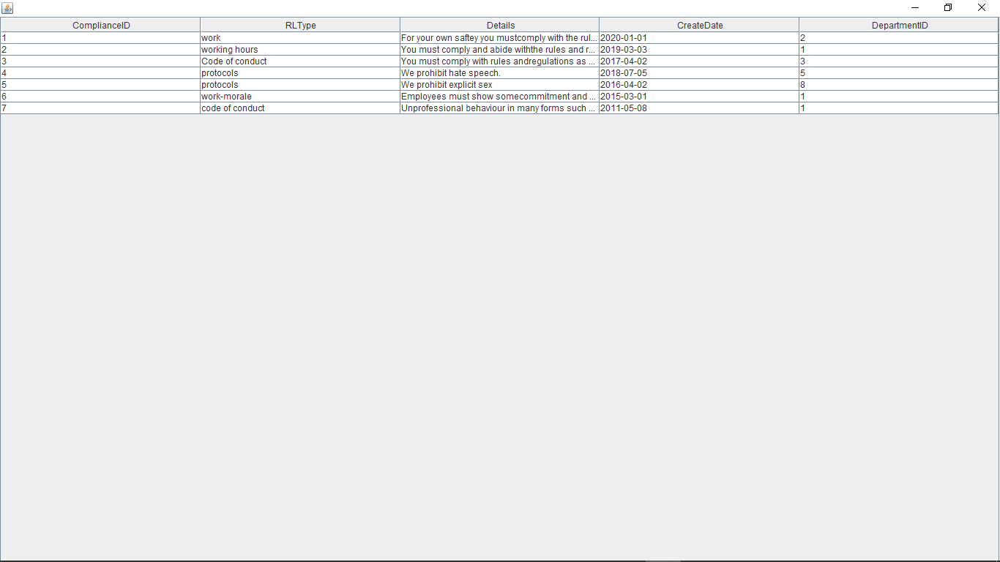 ComplianceID RLType Details CreateDate DepartmentID
1 work For your own saftey you mustcomply with the rul... 2020-01-01 2
2 working hours You must comply and abide withthe rules and r... 2019-03-03 1
3 Code of conduct You must comply with rules andregulations as ... 2017-04-02 3
4 protocols We prohibit hate speech. 2018-07-05 5
5 protocols We prohibit explicit sex 2016-04-02 8
6 work-morale Employees must show somecommitment and ... 2015-03-01 1
7 code of conduct Unprofessional behaviour in many forms such ... 2011-05-08 1